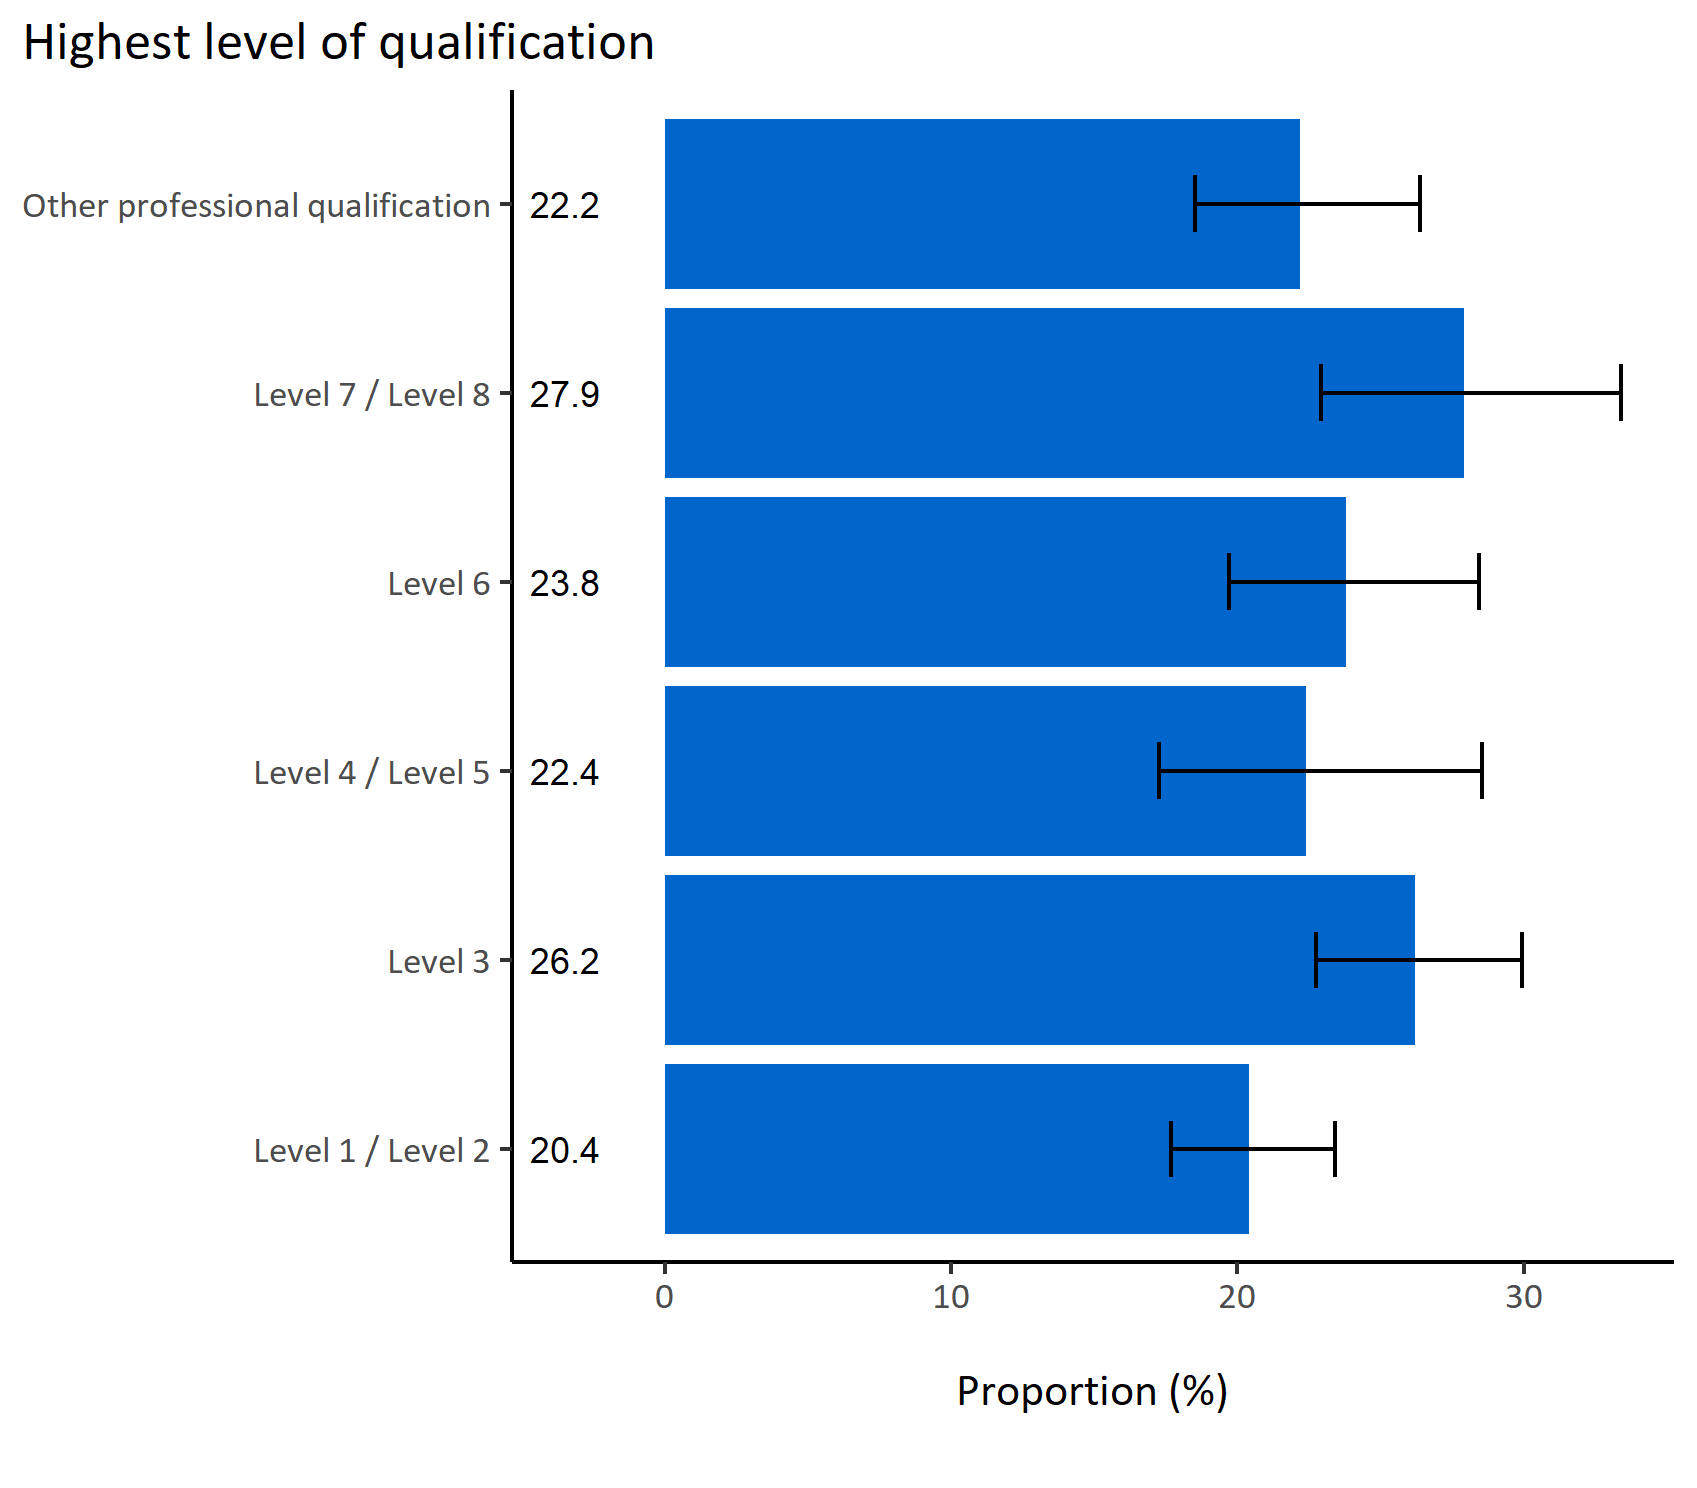 Highest level of qualification
Other professional qualification 22.2
Level 7 / Level 8 27.9
Level 6 23.8
Level 4 / Level 5 22.4
Level 3 26.2
Level 1 / Level 2 20.4
0 10 20 30
Proportion (%)